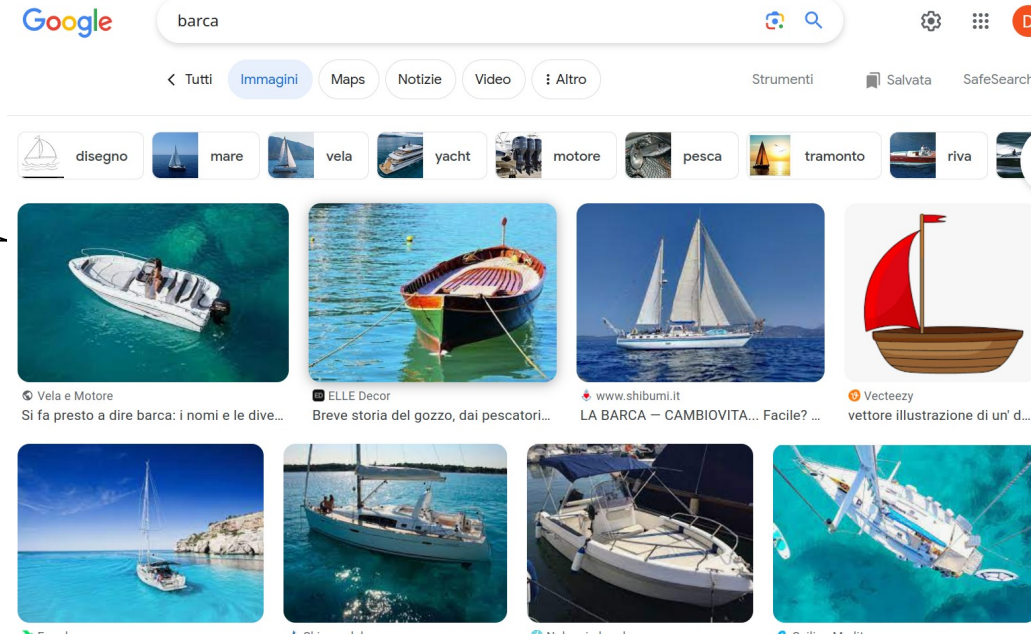 Google
barca
Tutti Immagini Maps Notizie Video Altro Strumenti Salvata SafeSearch
disegno mare vela yacht motore pesca tramonto riva
Vela e Motore
Si fa presto a dire barca: i nomi e le dive...
ED ELLE Decor
Breve storia del gozzo, dai pescatori...
www.shibumi.it
LA BARCA — CAMBIOVITA... Facile? ...
Vecteezy
vettore illustrazione di un' d...